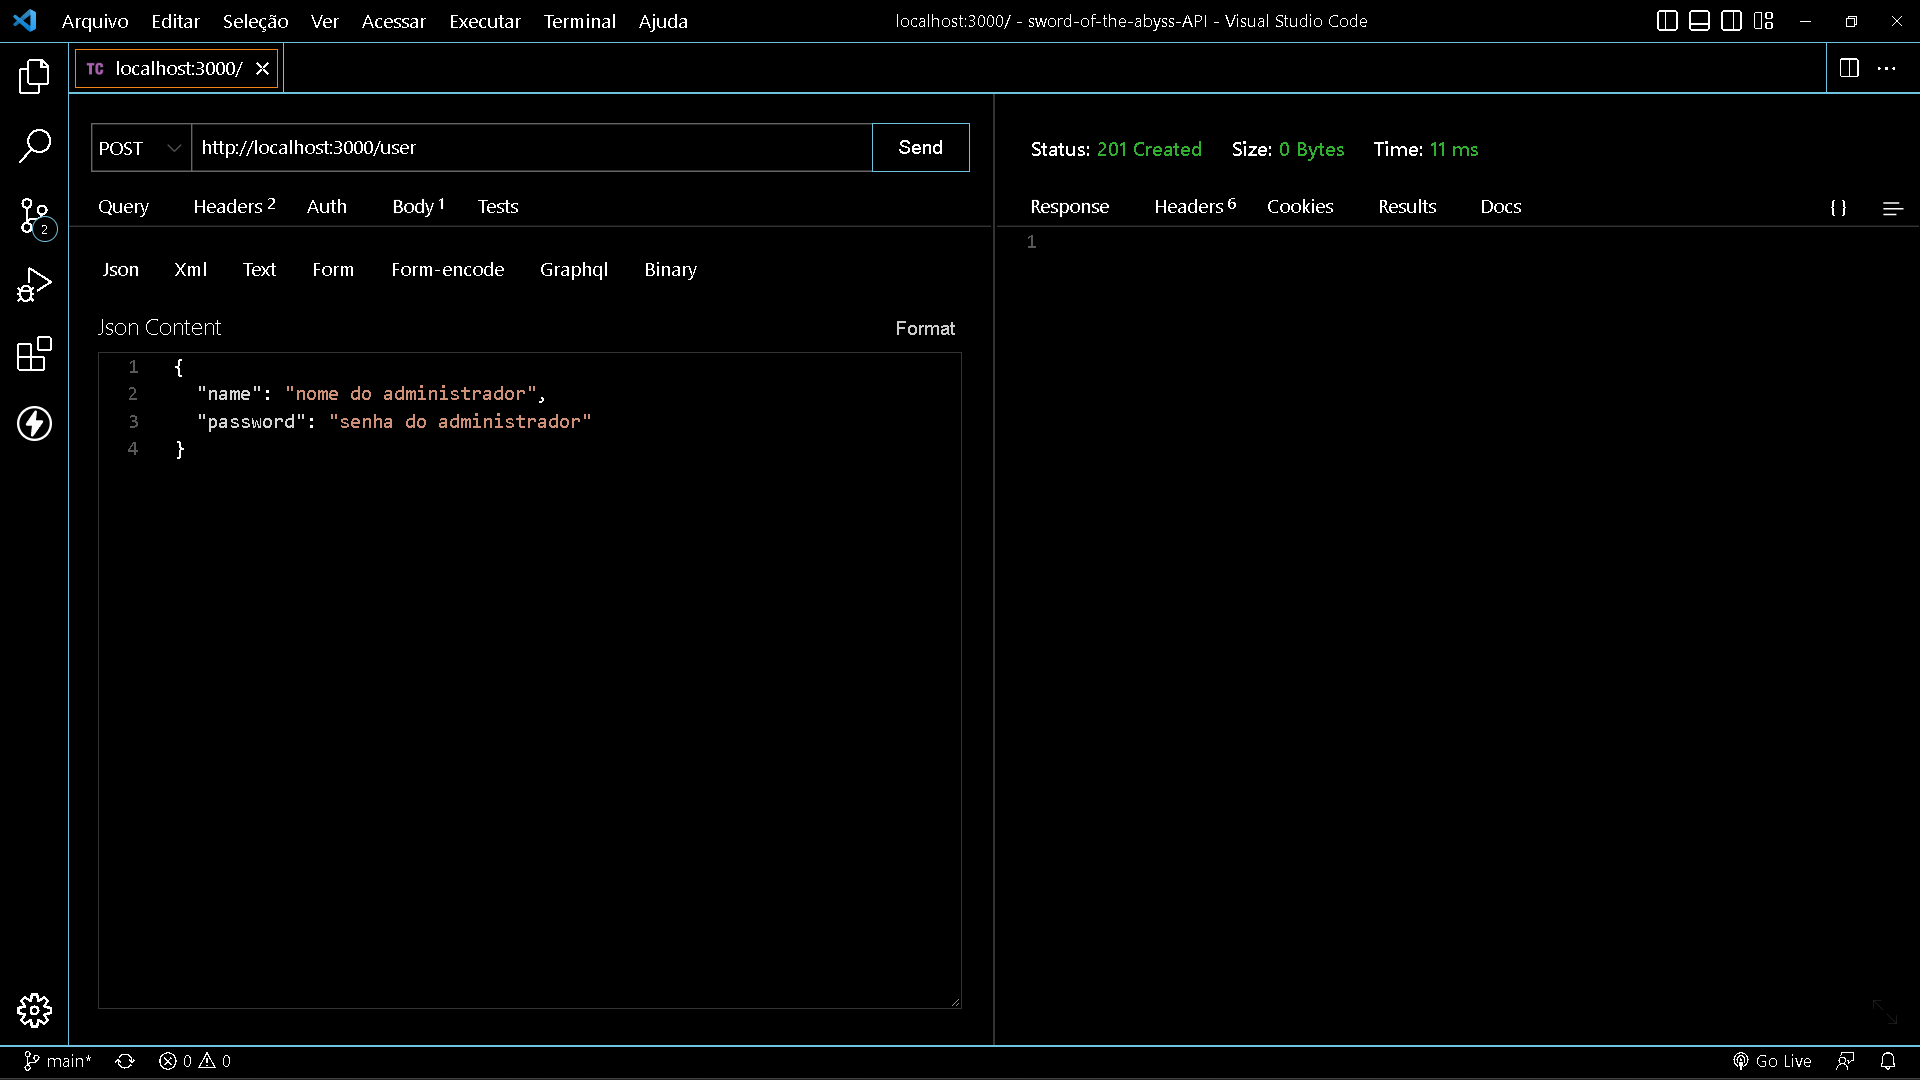 Arquivo Editar Seleção Ver Acessar Executar Terminal Ajuda localhost:3000/ - sword-of-the-abyss-API - Visual Studio Code
TC localhost:3000/
POST http://localhost:3000/user Send
Status: 201 Created Size: 0 Bytes Time: 11 ms
Query Headers 2 Auth Body 1 Tests
Response Headers 6 Cookies Results Docs { }
1
2
Json Xml Text Form Form-encode Graphql Binary
Json Content Format
1 {
2 "name": "nome do administrador",
3 "password": "senha do administrador"
4 }
main* 0 0 Go Live